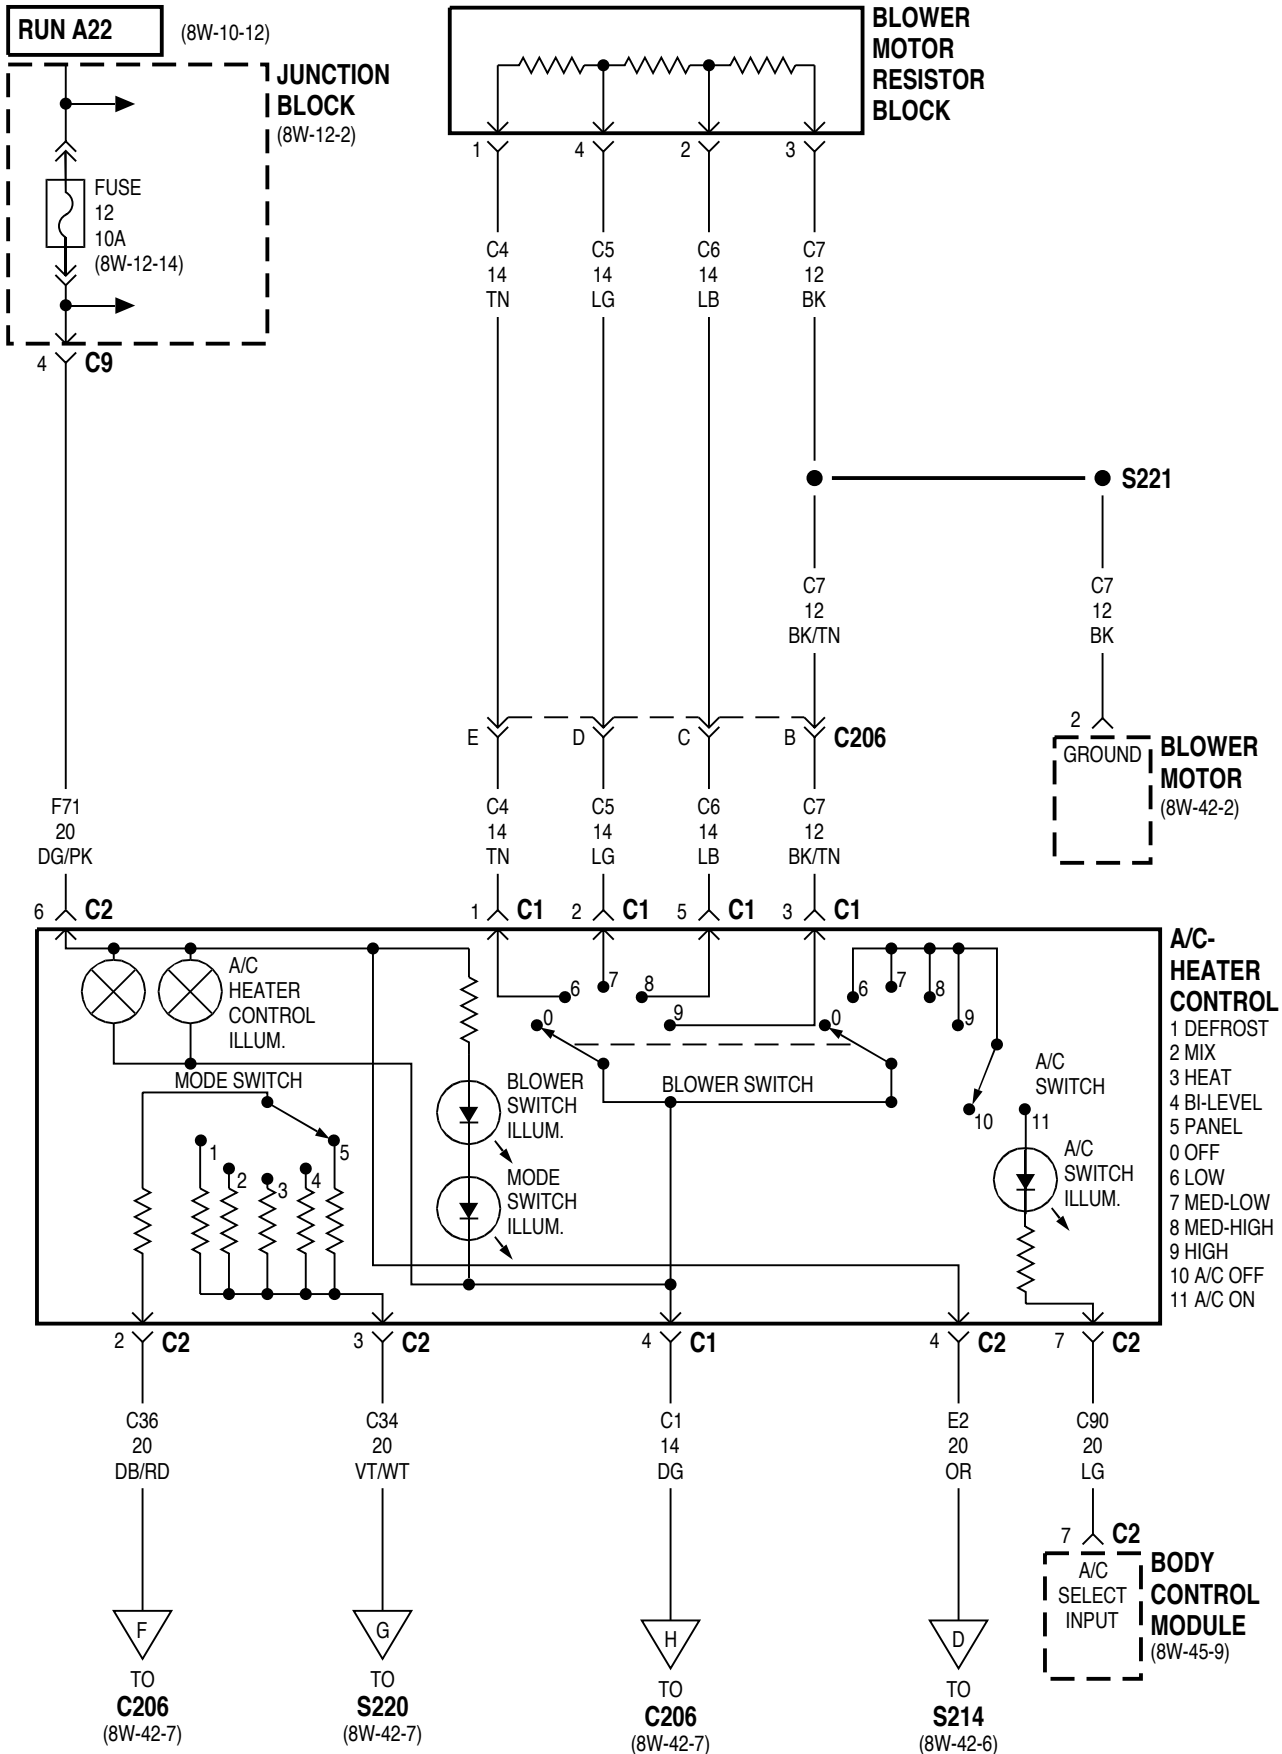 RUN A22
(8W-10-12)
JUNCTION
BLOCK
(8W-12-2)
FUSE
12
10A
(8W-12-14)
4
C9
BLOWER
MOTOR
RESISTOR
BLOCK
1
4
2
3
C4
14
TN
C5
14
LG
C6
14
LB
C7
12
BK
S221
C7
12
BK/TN
C7
12
BK
E
D
C
B
C206
2
GROUND
BLOWER
MOTOR
(8W-42-2)
F71
20
DG/PK
C4
14
TN
C5
14
LG
C6
14
LB
C7
12
BK/TN
6
C2
1
C1
2
C1
5
C1
3
C1
A/C
HEATER
CONTROL
ILLUM.
MODE SWITCH
1
2
3
4
5
BLOWER
SWITCH
ILLUM.
MODE
SWITCH
ILLUM.
0
6
7
8
9
BLOWER SWITCH
0
6
7
8
9
A/C
SWITCH
10
11
A/C
SWITCH
ILLUM.
A/C-
HEATER
CONTROL
1 DEFROST
2 MIX
3 HEAT
4 BI-LEVEL
5 PANEL
0 OFF
6 LOW
7 MED-LOW
8 MED-HIGH
9 HIGH
10 A/C OFF
11 A/C ON
2
C2
3
C2
4
C1
4
C2
7
C2
C36
20
DB/RD
C34
20
VT/WT
C1
14
DG
E2
20
OR
C90
20
LG
7
C2
A/C
SELECT
INPUT
BODY
CONTROL
MODULE
(8W-45-9)
F
TO
C206
(8W-42-7)
G
TO
S220
(8W-42-7)
H
TO
C206
(8W-42-7)
D
TO
S214
(8W-42-6)